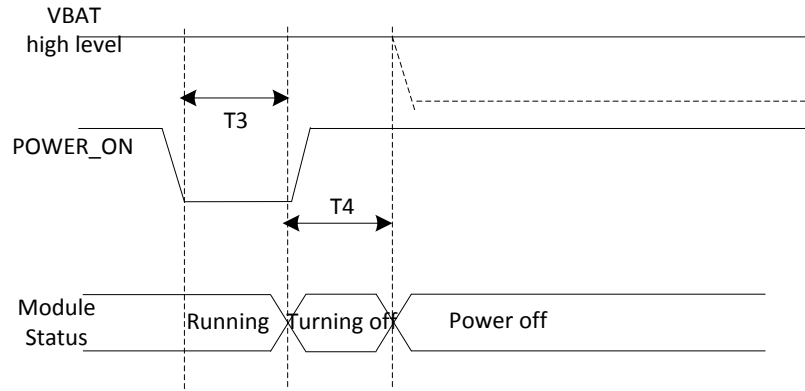 VBAT
high level
T3
POWER_ON
T4
Module
Status
Running
Turning off
Power off